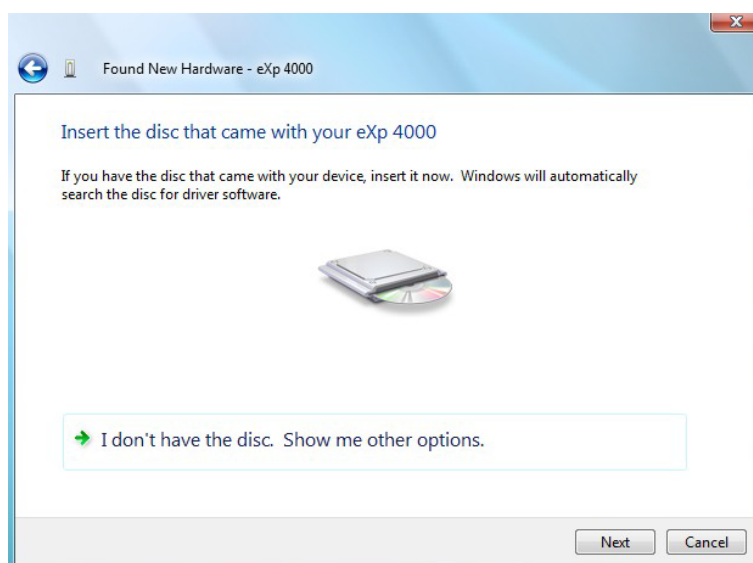 Found New Hardware - eXp 4000
Insert the disc that came with your eXp 4000
If you have the disc that came with your device, insert it now.  Windows will automatically
search the disc for driver software.
I don't have the disc.  Show me other options.
Next
Cancel